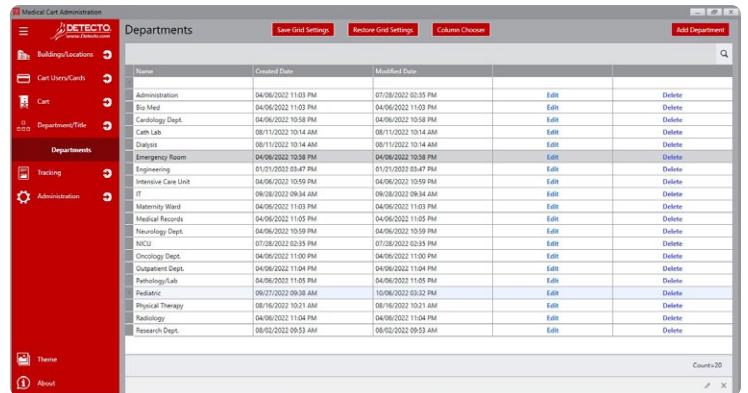 Medical Cart Administration
DETECTO.
www.Detecto.com
Departments
Save Grid Settings
Restore Grid Settings
Column Chooser
Add Department
Buildings/Locations
Cart Users/Cards
Cart
Department/Title
Departments
Tracking
Administration
Theme
About
Name Created Date Modified Date
Administration 04/06/2022 11:03 PM 07/28/2022 02:35 PM Edit Delete
Bio Med 04/06/2022 11:03 PM 04/06/2022 11:03 PM Edit Delete
Cardology Dept. 04/06/2022 10:58 PM 04/06/2022 10:58 PM Edit Delete
Cath Lab 08/11/2022 10:14 AM 08/11/2022 10:14 AM Edit Delete
Dialysis 08/11/2022 10:14 AM 08/11/2022 10:14 AM Edit Delete
Emergency Room 04/06/2022 10:58 PM 04/06/2022 10:58 PM Edit Delete
Engineering 01/21/2022 03:47 PM 01/21/2022 03:47 PM Edit Delete
Intensive Care Unit 04/06/2022 10:59 PM 04/06/2022 10:59 PM Edit Delete
IT 09/28/2022 09:34 AM 09/28/2022 09:34 AM Edit Delete
Maternity Ward 04/06/2022 11:03 PM 04/06/2022 11:03 PM Edit Delete
Medical Records 04/06/2022 11:05 PM 04/06/2022 11:05 PM Edit Delete
Neurology Dept. 04/06/2022 10:59 PM 04/06/2022 10:59 PM Edit Delete
NICU 07/28/2022 02:35 PM 07/28/2022 02:35 PM Edit Delete
Oncology Dept. 04/06/2022 11:00 PM 04/06/2022 11:00 PM Edit Delete
Outpatient Dept. 04/06/2022 11:04 PM 04/06/2022 11:04 PM Edit Delete
Pathology/Lab 04/06/2022 11:05 PM 04/06/2022 11:05 PM Edit Delete
Pediatric 09/27/2022 09:38 AM 10/06/2022 03:32 PM Edit Delete
Physical Therapy 08/16/2022 10:21 AM 08/16/2022 10:21 AM Edit Delete
Radiology 04/06/2022 11:04 PM 04/06/2022 11:04 PM Edit Delete
Research Dept. 08/02/2022 09:53 AM 08/02/2022 09:53 AM Edit Delete
Count=20